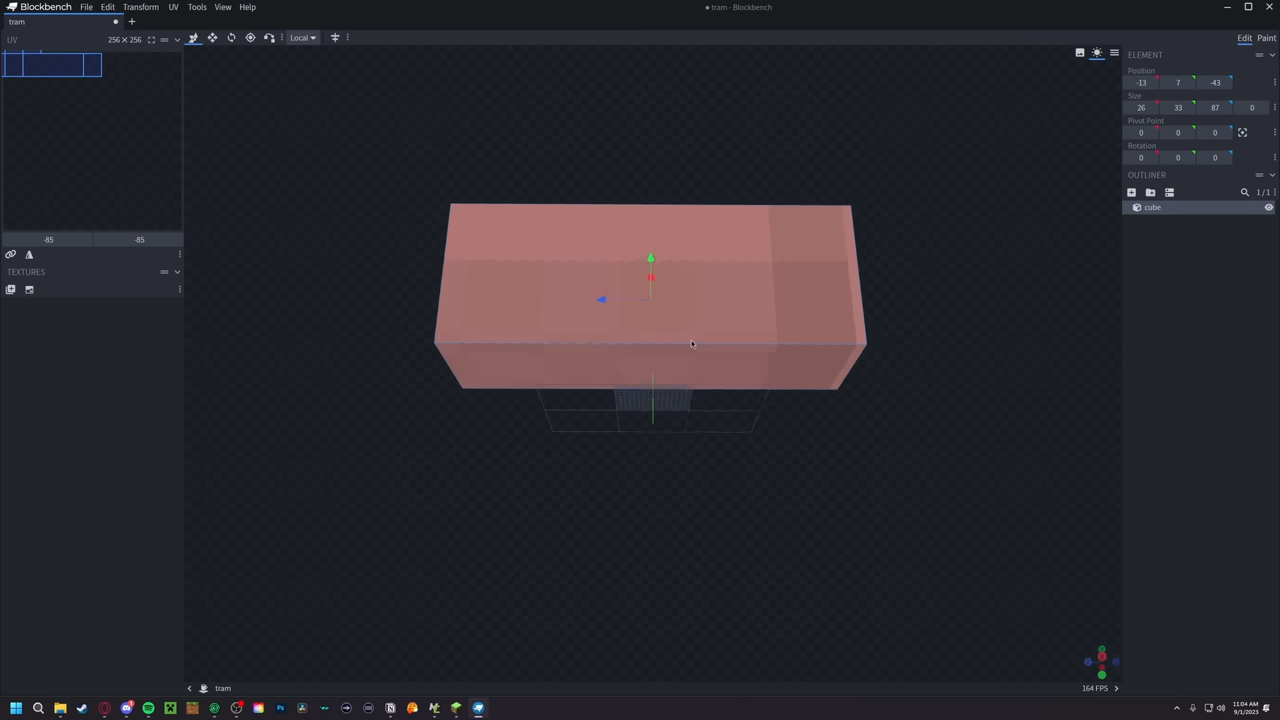 Blockbench File Edit Transform UV Tools View Help
● tram - Blockbench
tram
UV 256 × 256
Local
Edit Paint
-85 -85
TEXTURES
ELEMENT
Position
-13 7 -43
Size
26 33 87 0
Pivot Point
0 0 0
Rotation
0 0 0
OUTLINER
1/1
cube
tram
164 FPS
11:04 AM
9/1/2023